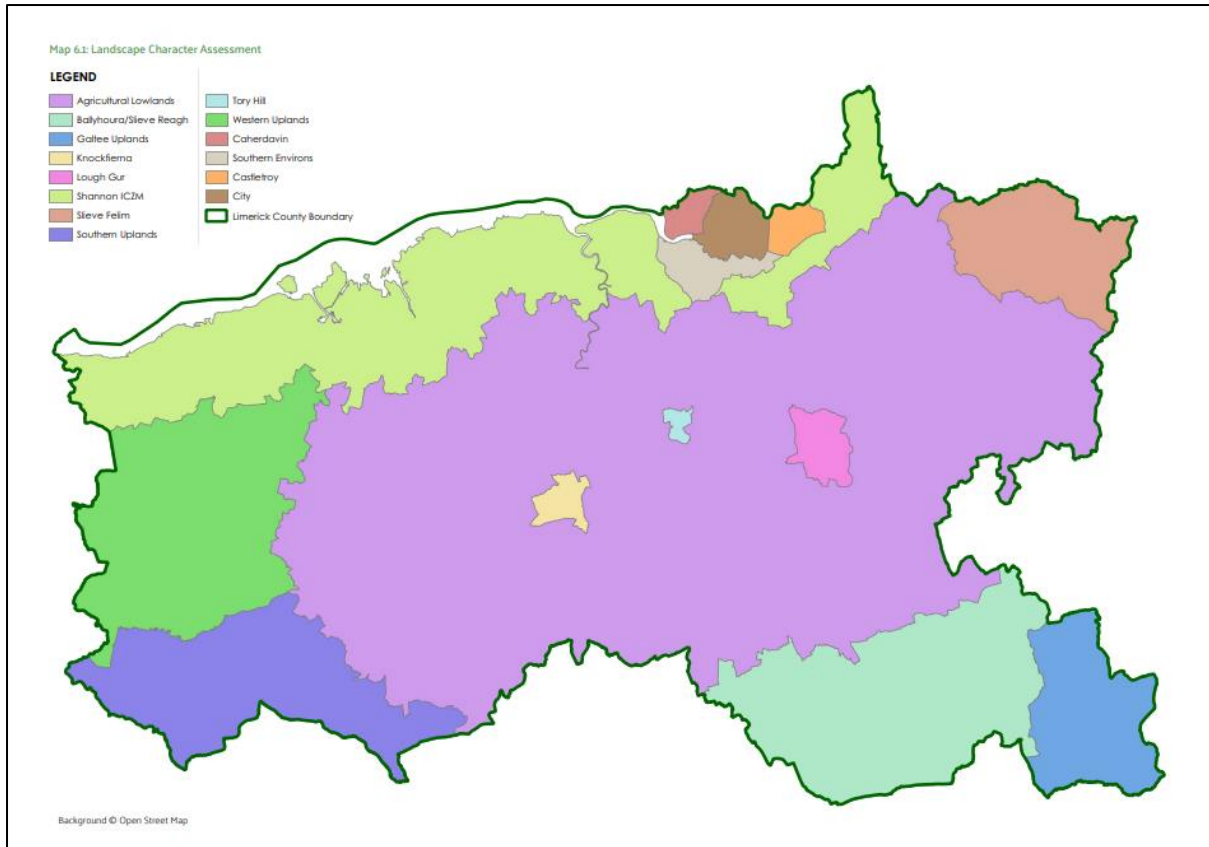 Map 6.1: Landscape Character Assessment
LEGEND
Agricultural Lowlands
Ballyhoura/Slieve Reagh
Galtee Uplands
Knockfierna
Lough Gur
Shannon ICZM
Slieve Felim
Southern Uplands
Tory Hill
Western Uplands
Caherdavin
Southern Environs
Castletroy
City
Limerick County Boundary
Background © Open Street Map